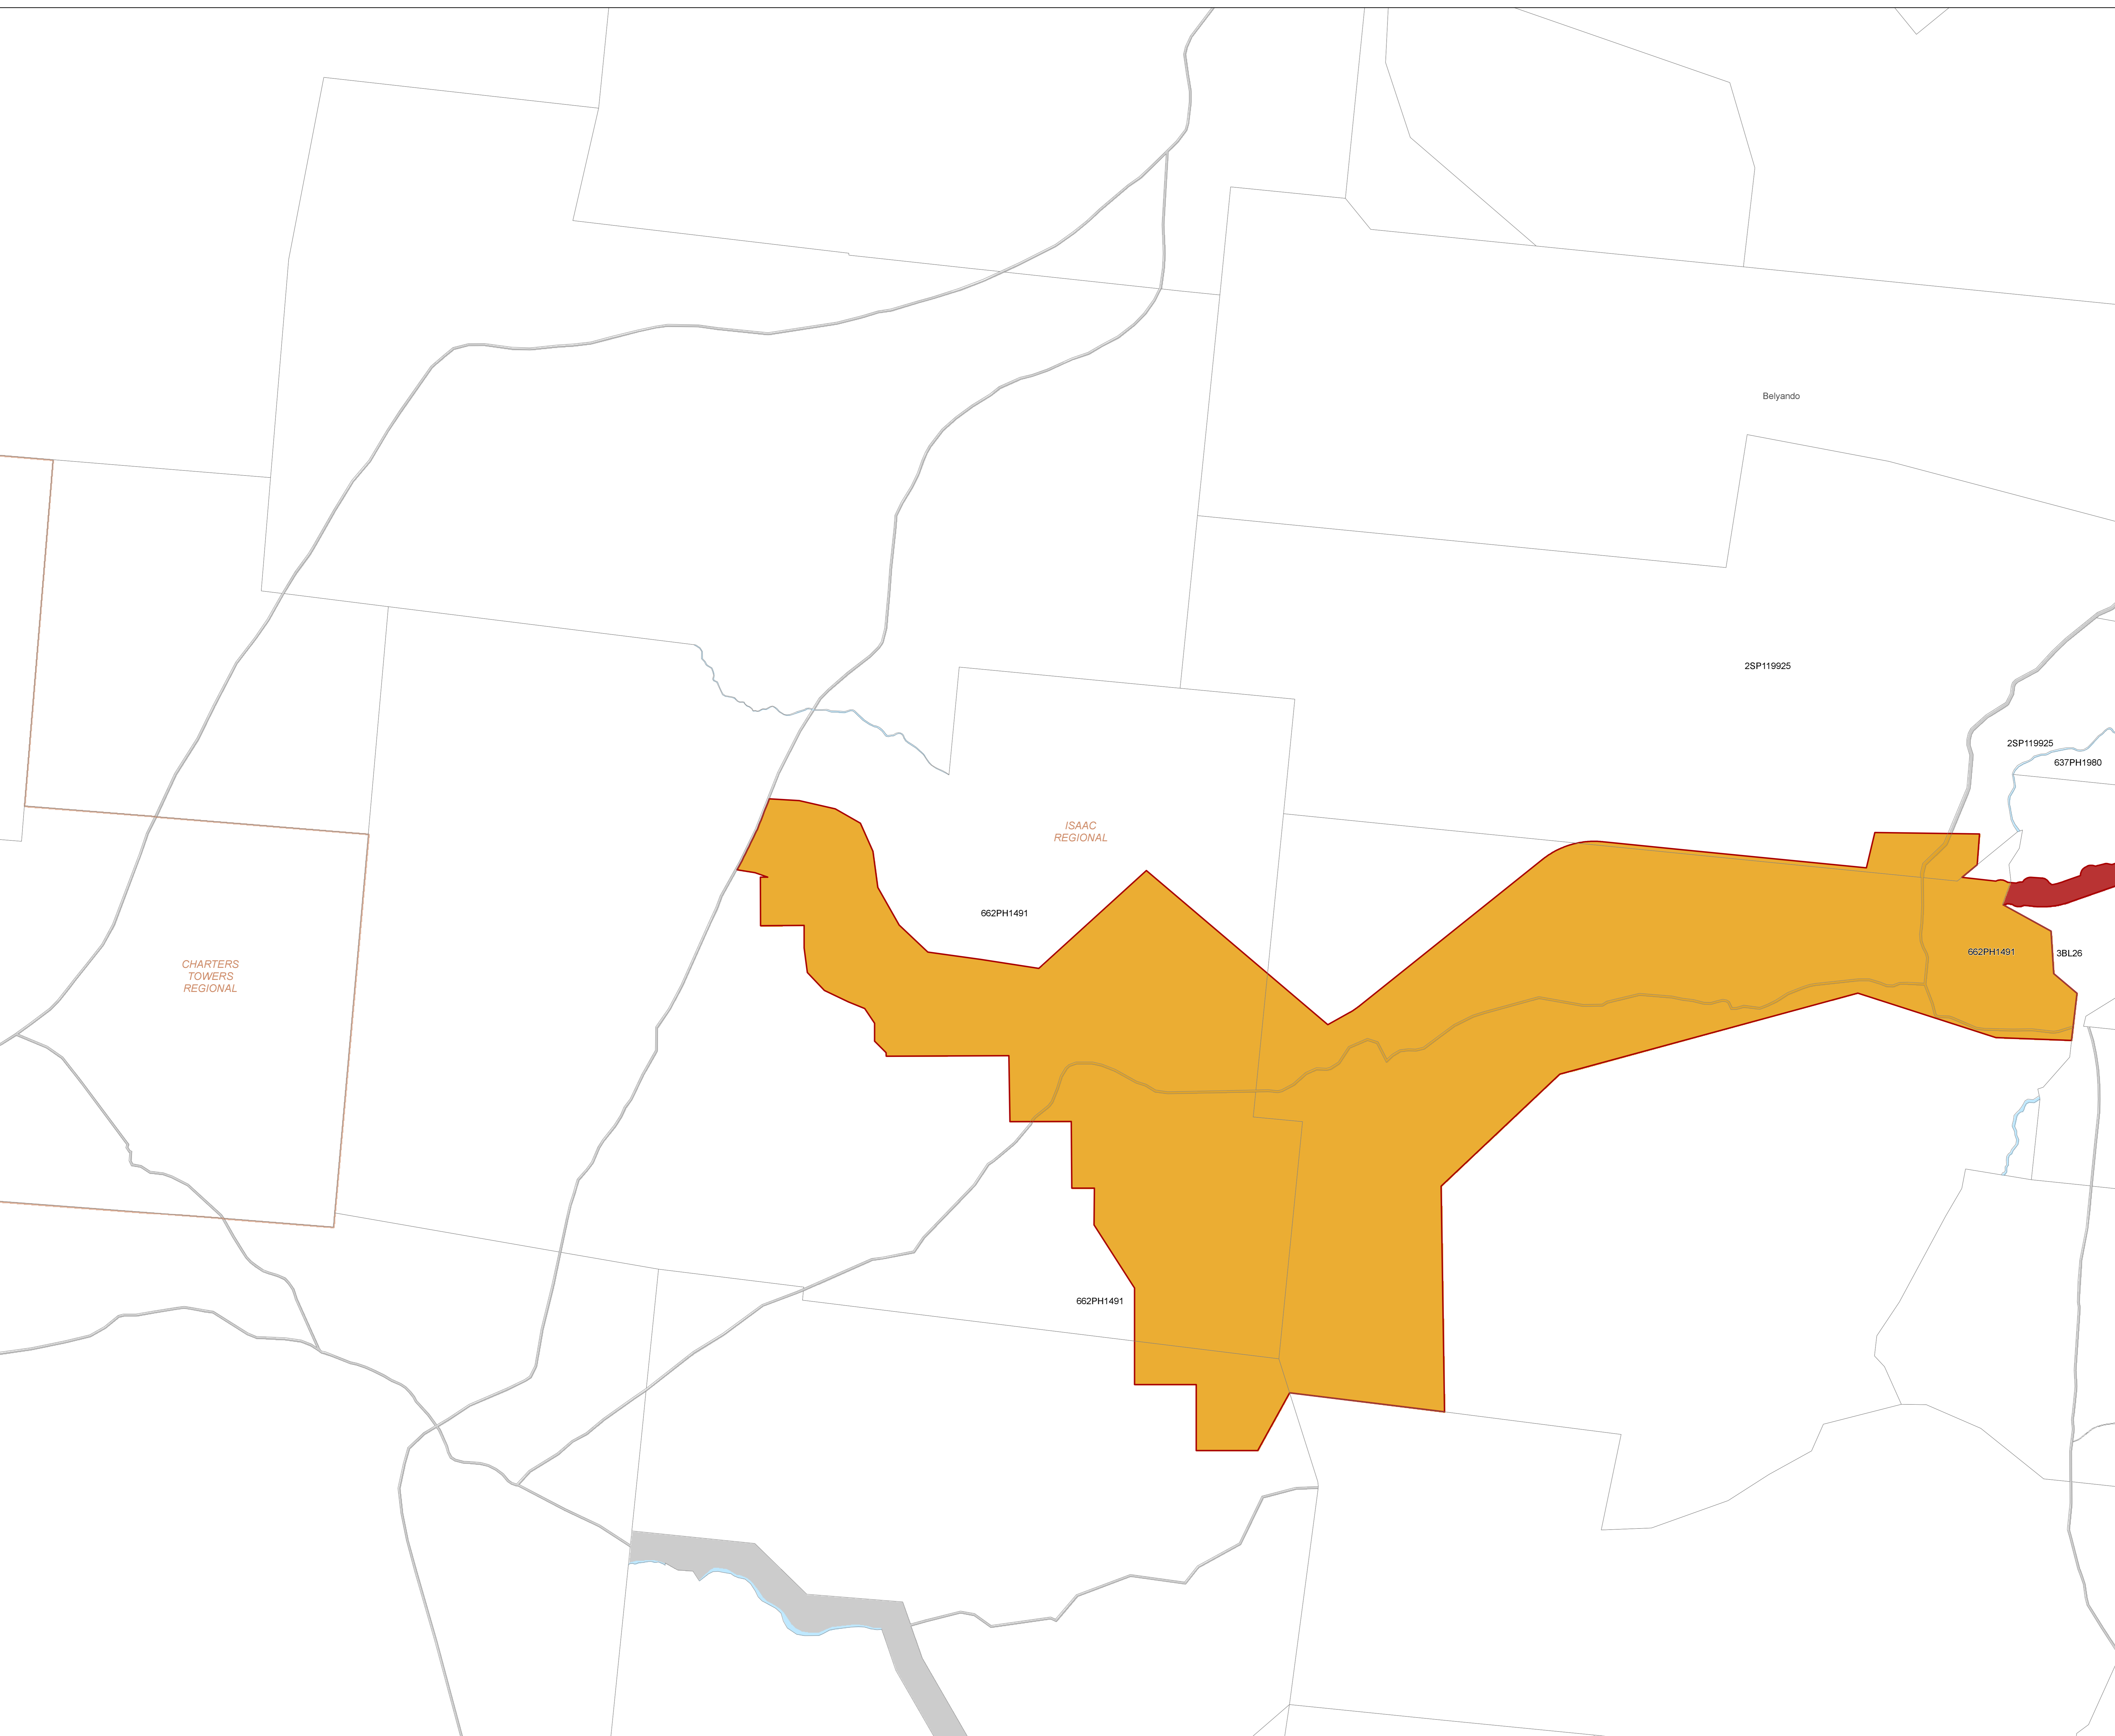 Belyando
2SP119925
2SP119925
637PH1980
ISAAC
REGIONAL
662PH1491
662PH1491
3BL26
CHARTERS
TOWERS
REGIONAL
662PH1491